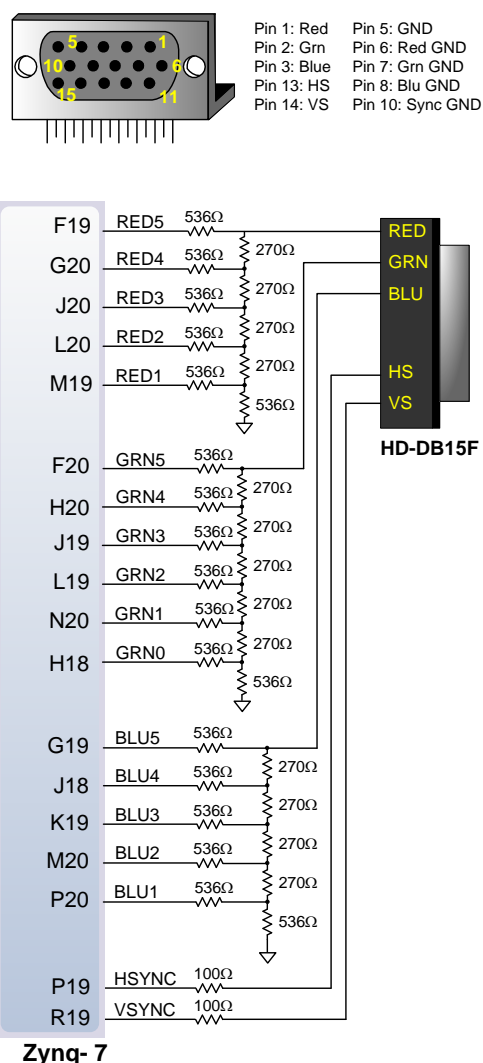 5 1
10 6
15 11
Pin 1: Red Pin 5: GND
Pin 2: Grn Pin 6: Red GND
Pin 3: Blue Pin 7: Grn GND
Pin 13: HS Pin 8: Blu GND
Pin 14: VS Pin 10: Sync GND
F19 RED5 536Ω RED
270Ω
G20 RED4 536Ω GRN
270Ω
J20 RED3 536Ω BLU
270Ω
L20 RED2 536Ω
270Ω
M19 RED1 536Ω HS
536Ω VS
HD-DB15F
F20 GRN5 536Ω
270Ω
H20 GRN4 536Ω
270Ω
J19 GRN3 536Ω
270Ω
L19 GRN2 536Ω
270Ω
N20 GRN1 536Ω
270Ω
H18 GRN0 536Ω
536Ω
G19 BLU5 536Ω
270Ω
J18 BLU4 536Ω
270Ω
K19 BLU3 536Ω
270Ω
M20 BLU2 536Ω
270Ω
P20 BLU1 536Ω
536Ω
P19 HSYNC 100Ω
R19 VSYNC 100Ω
Zynq- 7